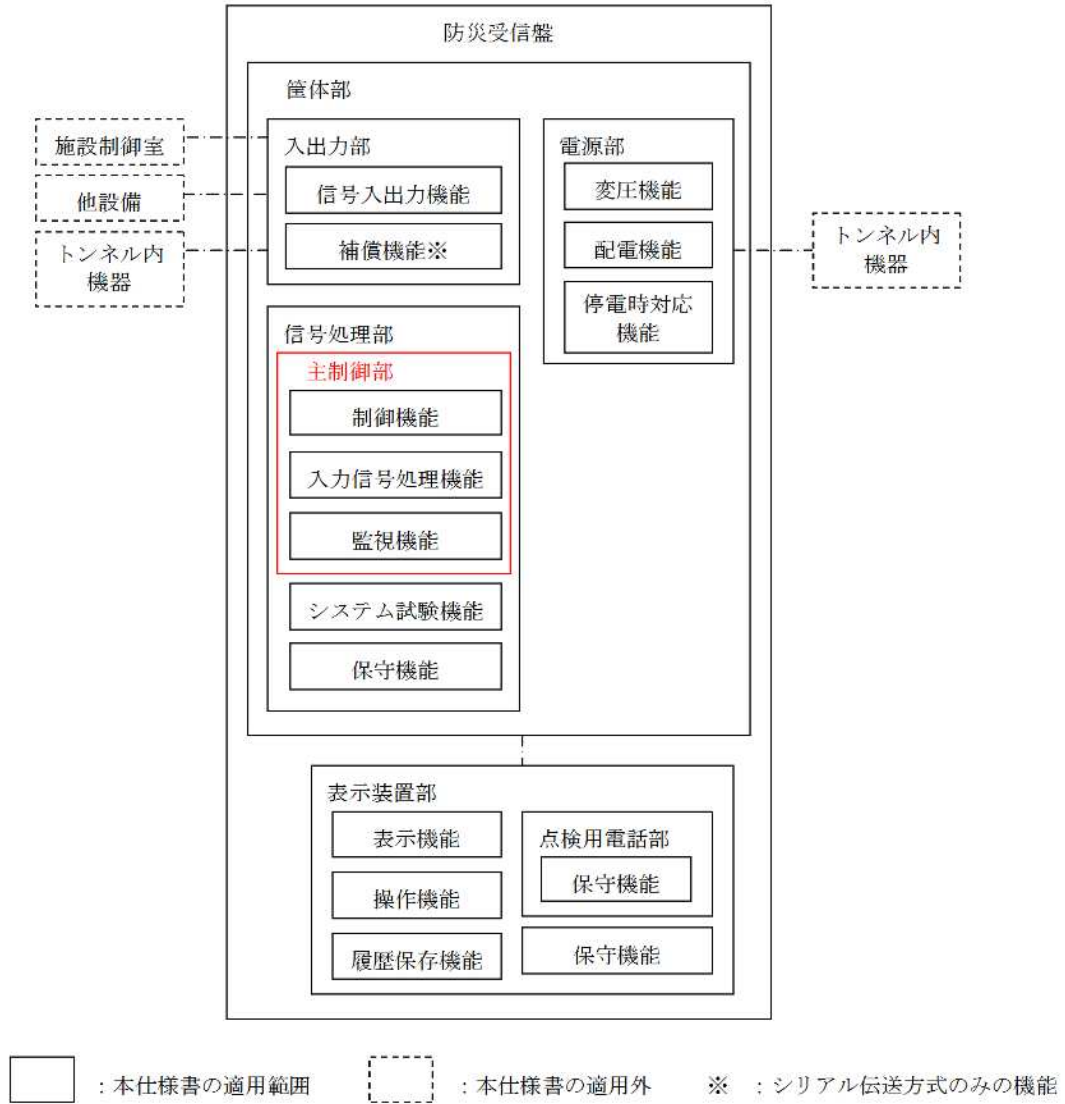 防災受信盤
筐体部
施設制御室
他設備
トンネル内
機器
入出力部
信号入出力機能
補償機能※
電源部
変圧機能
配電機能
停電時対応
機能
トンネル内
機器
信号処理部
主制御部
制御機能
入力信号処理機能
監視機能
システム試験機能
保守機能
表示装置部
表示機能
操作機能
履歴保存機能
点検用電話部
保守機能
保守機能
：本仕様書の適用範囲
：本仕様書の適用外
※ ：シリアル伝送方式のみの機能